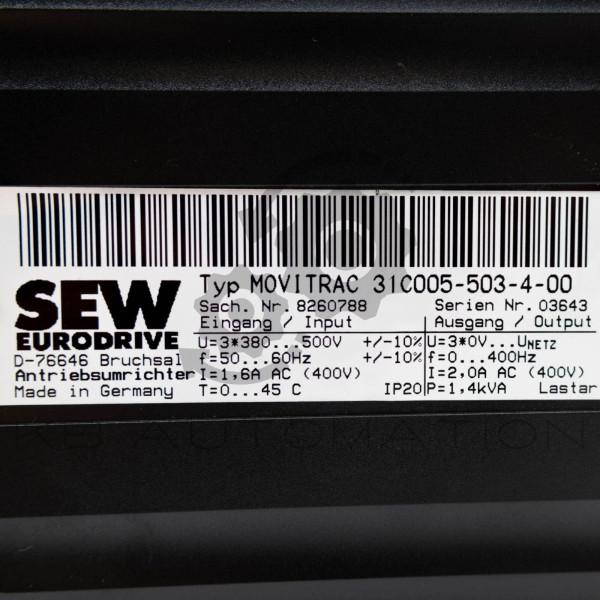 Typ MOVITRAC 31C005-503-4-00
SEW
EURODRIVE
D-76646 Bruchsal
Antriebsumrichter
Made in Germany
Sach. Nr. 8260788 Serien Nr. 03643
Eingang / Input Ausgang / Output
U=3*380...500V +/-10% U=3*0V...UNETZ
f=50...60Hz +/-10% f=0...400Hz
I=1,6A AC (400V) I=2,0A AC (400V)
T=0...45 C IP20 P=1,4kVA Lastar
KB AUTOMATION